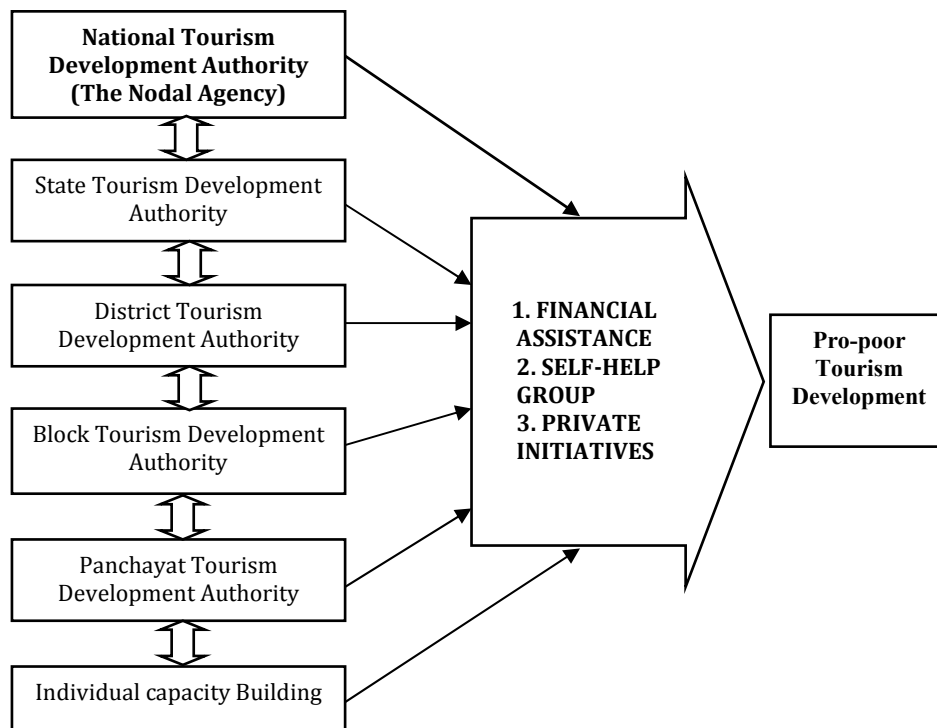 National Tourism
Development Authority
(The Nodal Agency)
State Tourism Development
Authority
District Tourism
Development Authority
Block Tourism Development
Authority
Panchayat Tourism
Development Authority
Individual capacity Building
1. FINANCIAL
ASSISTANCE
2. SELF-HELP
GROUP
3. PRIVATE
INITIATIVES
Pro-poor
Tourism
Development